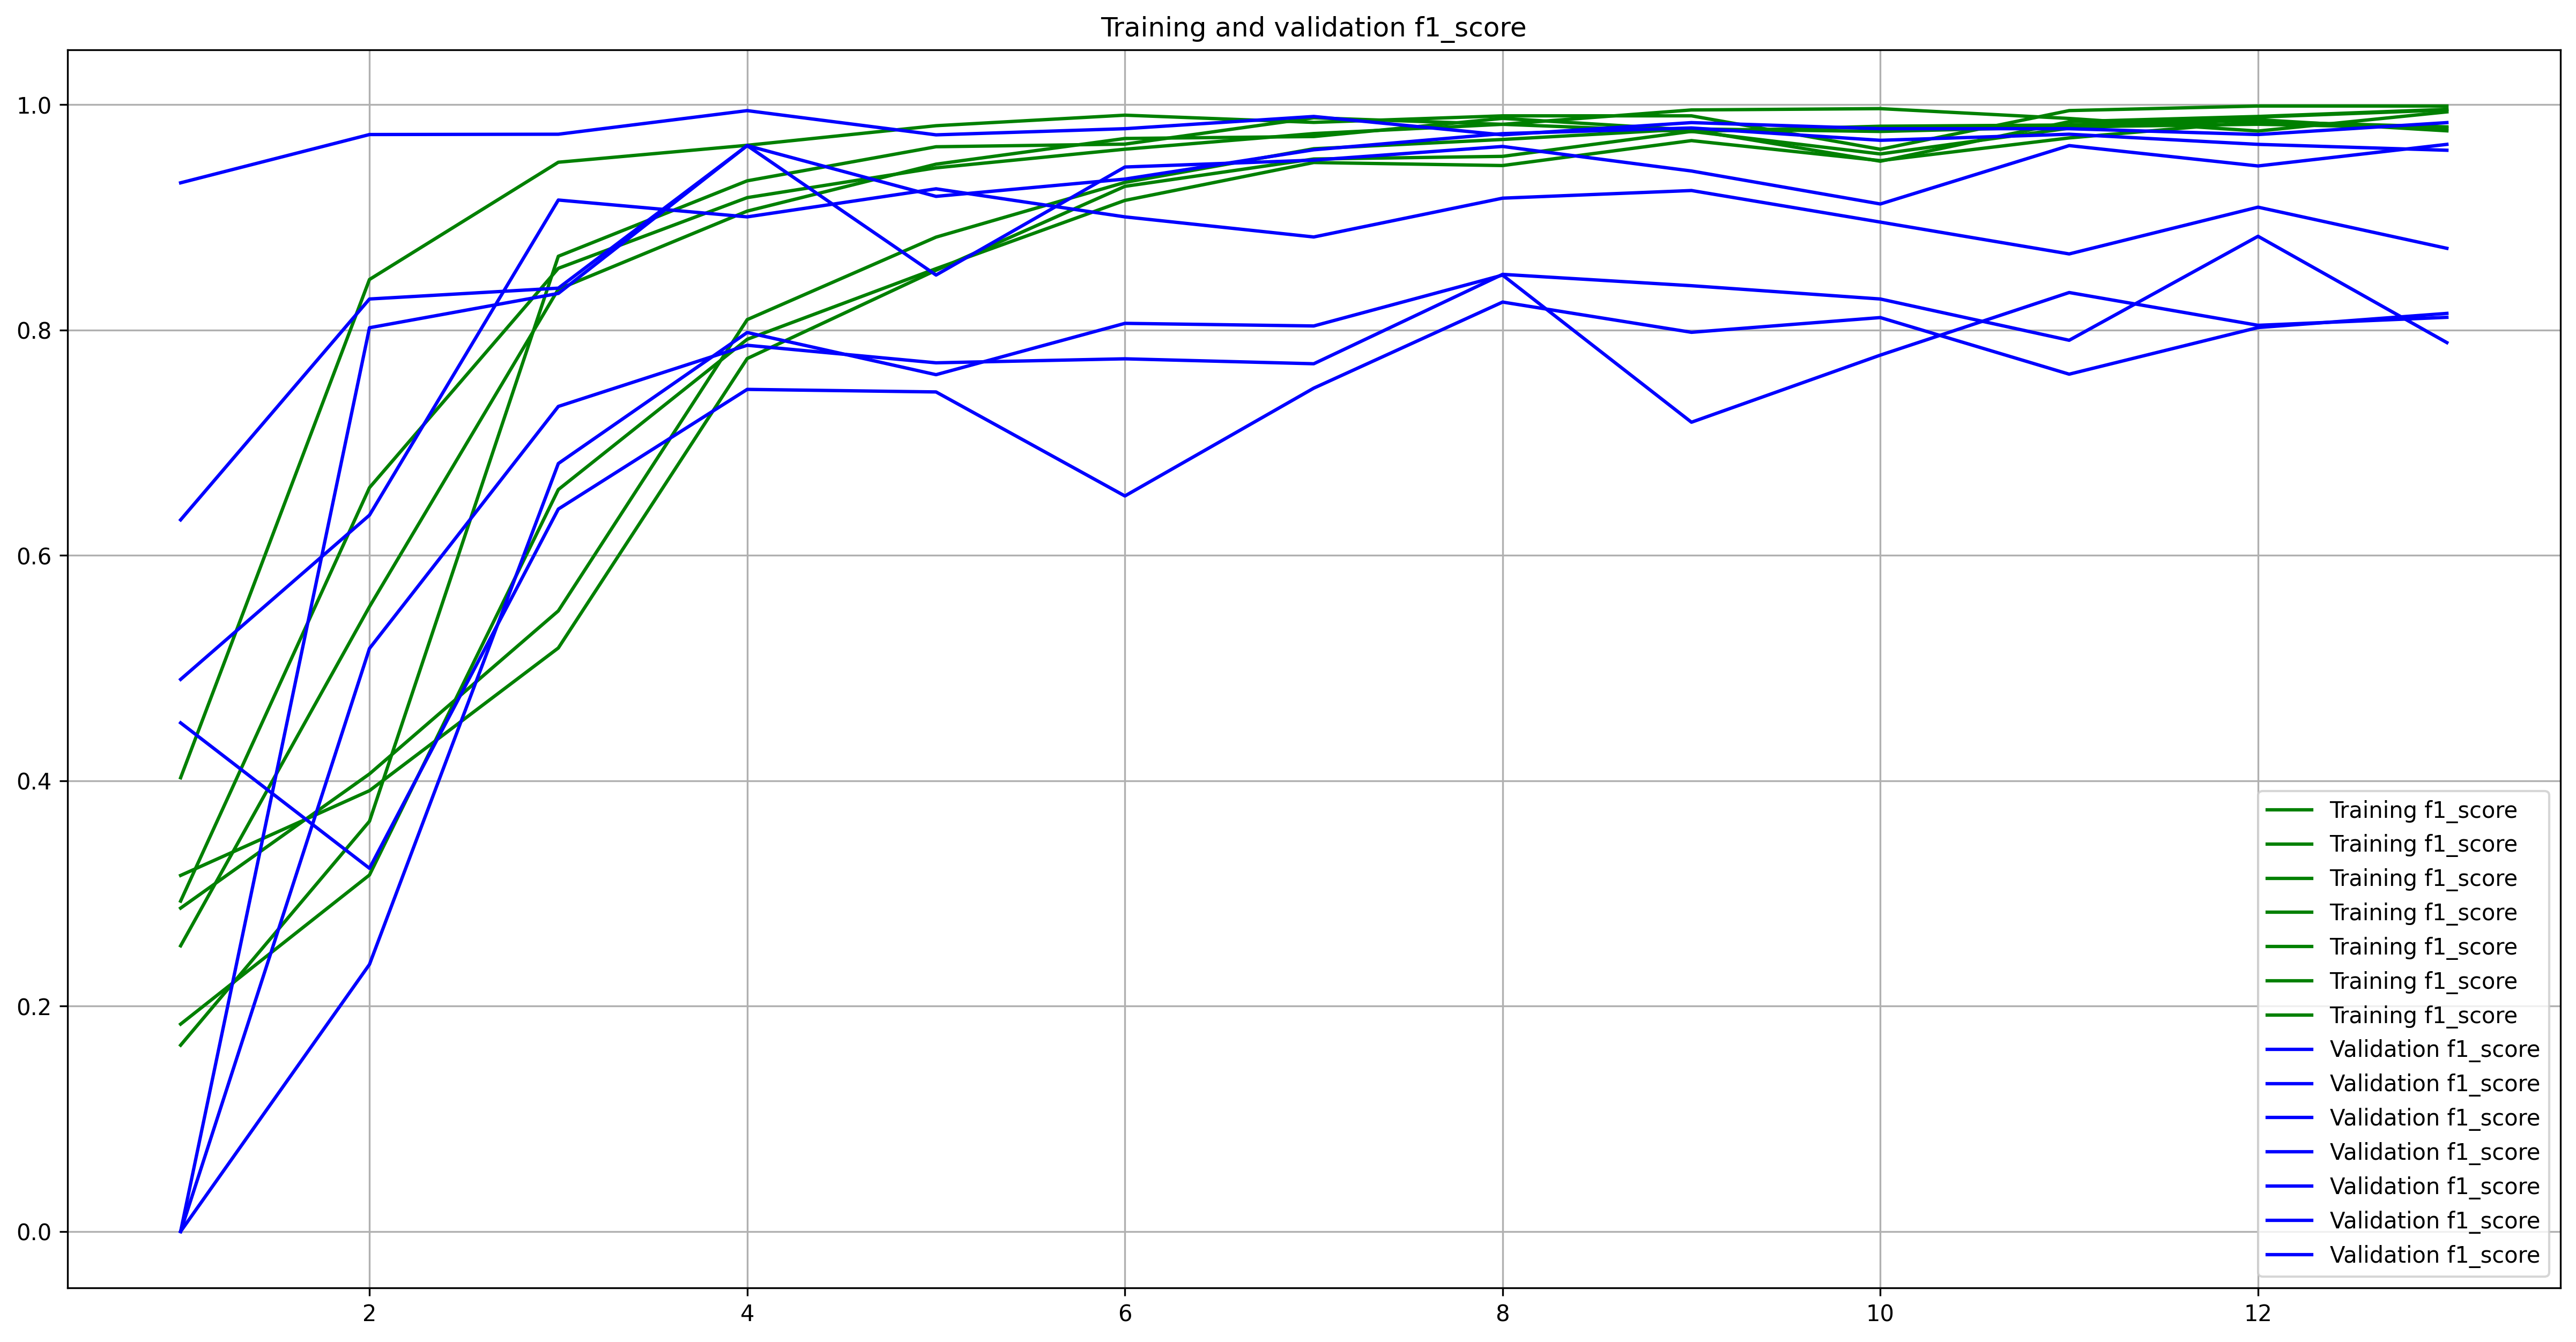 Training and validation f1_score
1.0
0.8
0.6
0.4
0.2
0.0
2 4 6 8 10 12
Training f1_score
Training f1_score
Training f1_score
Training f1_score
Training f1_score
Training f1_score
Training f1_score
Validation f1_score
Validation f1_score
Validation f1_score
Validation f1_score
Validation f1_score
Validation f1_score
Validation f1_score